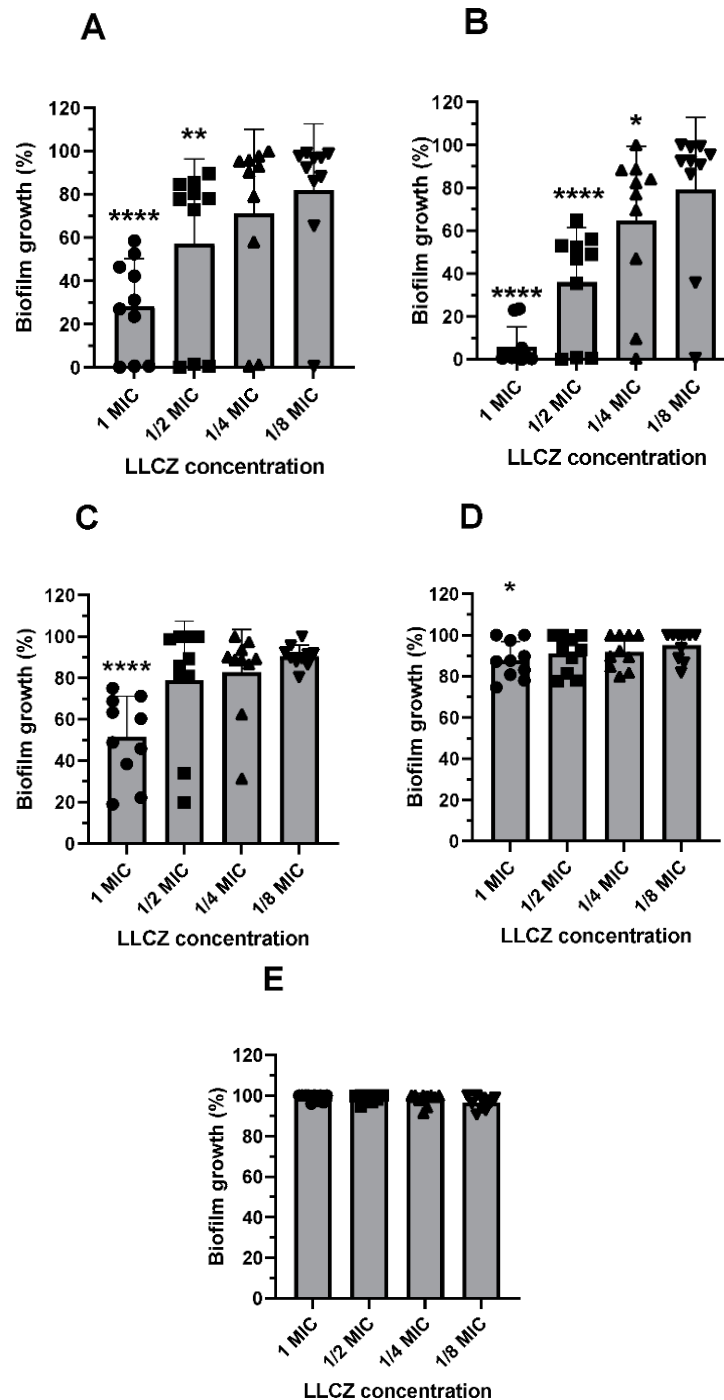 A
Biofilm growth (%)
120
100
80
60
40
20
0
****
**
1 MIC
1/2 MIC
1/4 MIC
1/8 MIC
LLCZ concentration
B
Biofilm growth (%)
120
100
80
60
40
20
0
****
****
*
1 MIC
1/2 MIC
1/4 MIC
1/8 MIC
LLCZ concentration
C
Biofilm growth (%)
120
100
80
60
40
20
0
****
1 MIC
1/2 MIC
1/4 MIC
1/8 MIC
LLCZ concentration
D
Biofilm growth (%)
120
100
80
60
40
20
0
*
1 MIC
1/2 MIC
1/4 MIC
1/8 MIC
LLCZ concentration
E
Biofilm growth (%)
120
100
80
60
40
20
0
1 MIC
1/2 MIC
1/4 MIC
1/8 MIC
LLCZ concentration